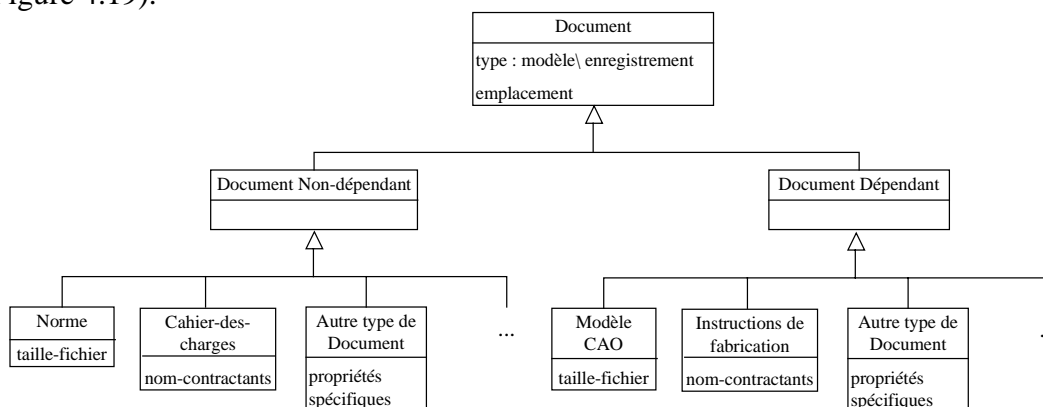 igure 4.19).
Document
type : modèle\ enregistrement
emplacement
Document Non-dépendant
Document Dépendant
Norme
taille-fichier
Cahier-des-
charges
nom-contractants
Autre type de
Document
propriétés
spécifiques
...
Modèle
CAO
taille-fichier
Instructions de
fabrication
nom-contractants
Autre type de
Document
propriétés
spécifiques
.